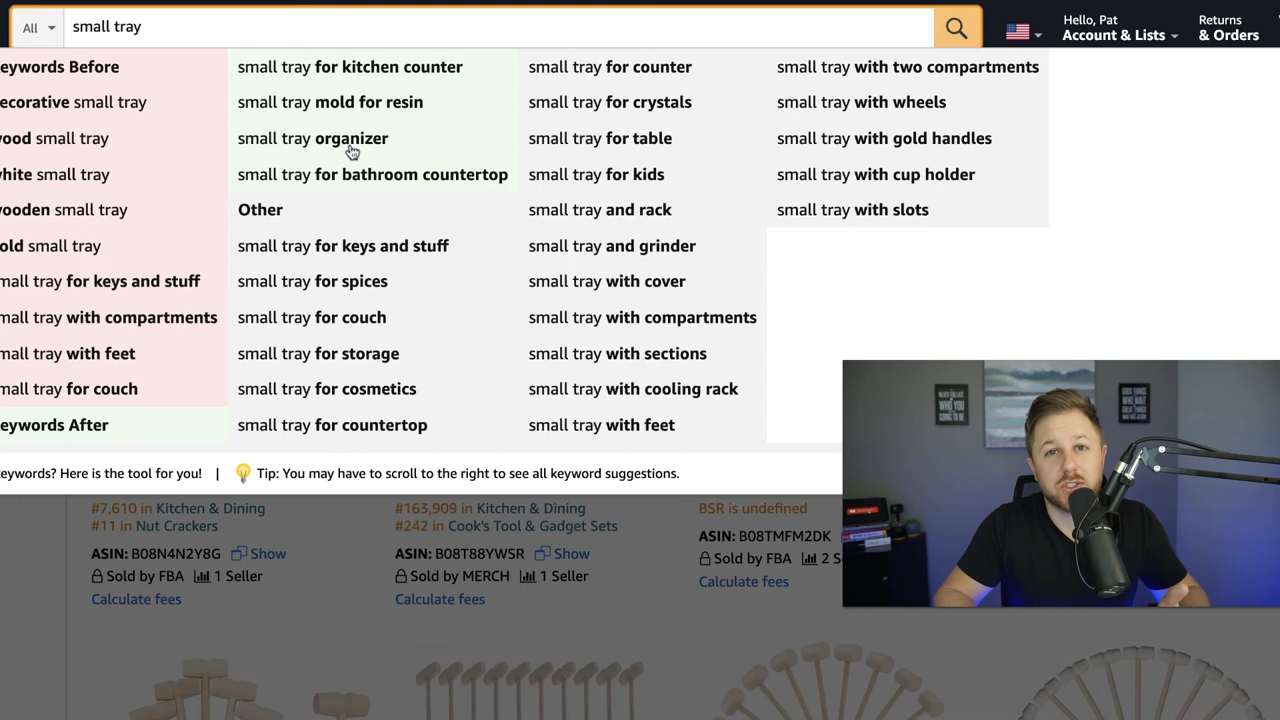 All
small tray
Hello, Pat
Account & Lists
Returns
& Orders
eywords Before
ecorative small tray
ood small tray
hite small tray
ooden small tray
old small tray
mall tray for keys and stuff
mall tray with compartments
mall tray with feet
mall tray for couch
eywords After
small tray for kitchen counter
small tray mold for resin
small tray organizer
small tray for bathroom countertop
Other
small tray for keys and stuff
small tray for spices
small tray for couch
small tray for storage
small tray for cosmetics
small tray for countertop
small tray for counter
small tray for crystals
small tray for table
small tray for kids
small tray and rack
small tray and grinder
small tray with cover
small tray with compartments
small tray with sections
small tray with cooling rack
small tray with feet
small tray with two compartments
small tray with wheels
small tray with gold handles
small tray with cup holder
small tray with slots
eywords? Here is the tool for you! | Tip: You may have to scroll to the right to see all keyword suggestions.
#7,610 in Kitchen & Dining
#11 in Nut Crackers
ASIN: B08N4N2Y8G Show
Sold by FBA 1 Seller
Calculate fees
#163,909 in Kitchen & Dining
#242 in Cook's Tool & Gadget Sets
ASIN: B08T88YWSR Show
Sold by MERCH 1 Seller
Calculate fees
BSR is undefined
ASIN: B08TMFM2DK
Sold by FBA 2 S
Calculate fees